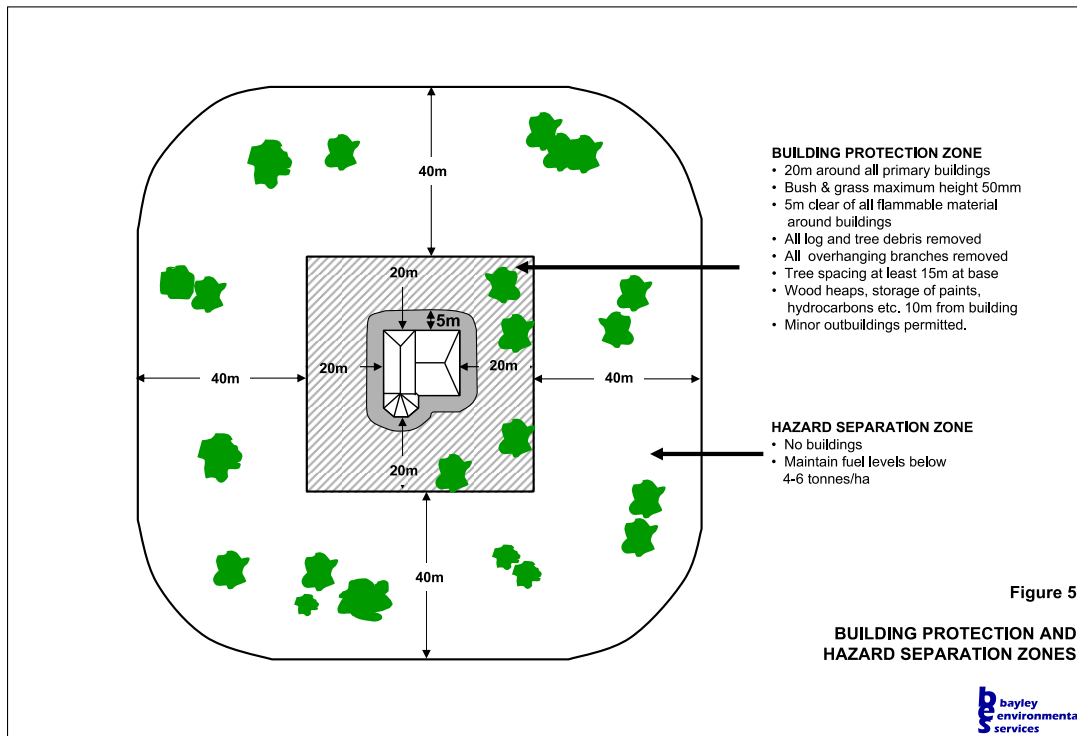 40m
BUILDING PROTECTION ZONE
• 20m around all primary buildings
• Bush & grass maximum height 50mm
• 5m clear of all flammable material
around buildings
• All log and tree debris removed
• All overhanging branches removed
• Tree spacing at least 15m at base
• Wood heaps, storage of paints,
hydrocarbons etc. 10m from building
• Minor outbuildings permitted.
20m
5m
40m
20m
20m
40m
HAZARD SEPARATION ZONE
• No buildings
• Maintain fuel levels below
4-6 tonnes/ha
20m
40m
Figure 5
BUILDING PROTECTION AND
HAZARD SEPARATION ZONES
bes
bayley
environmenta
services